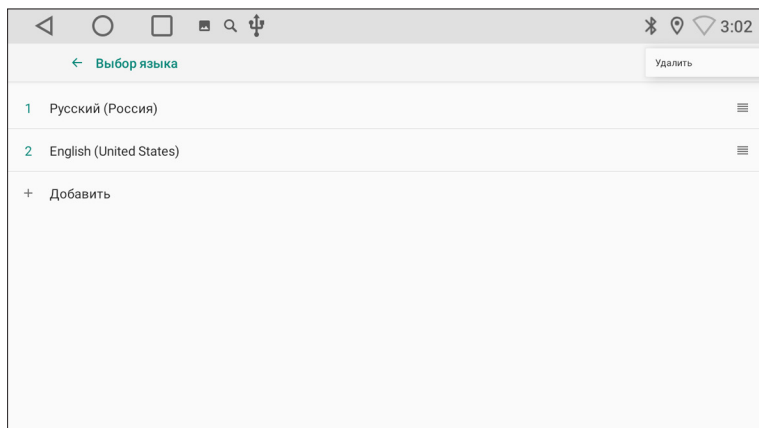 3:02
Выбор языка
Удалить
1 Русский (Россия)
2 English (United States)
+ Добавить